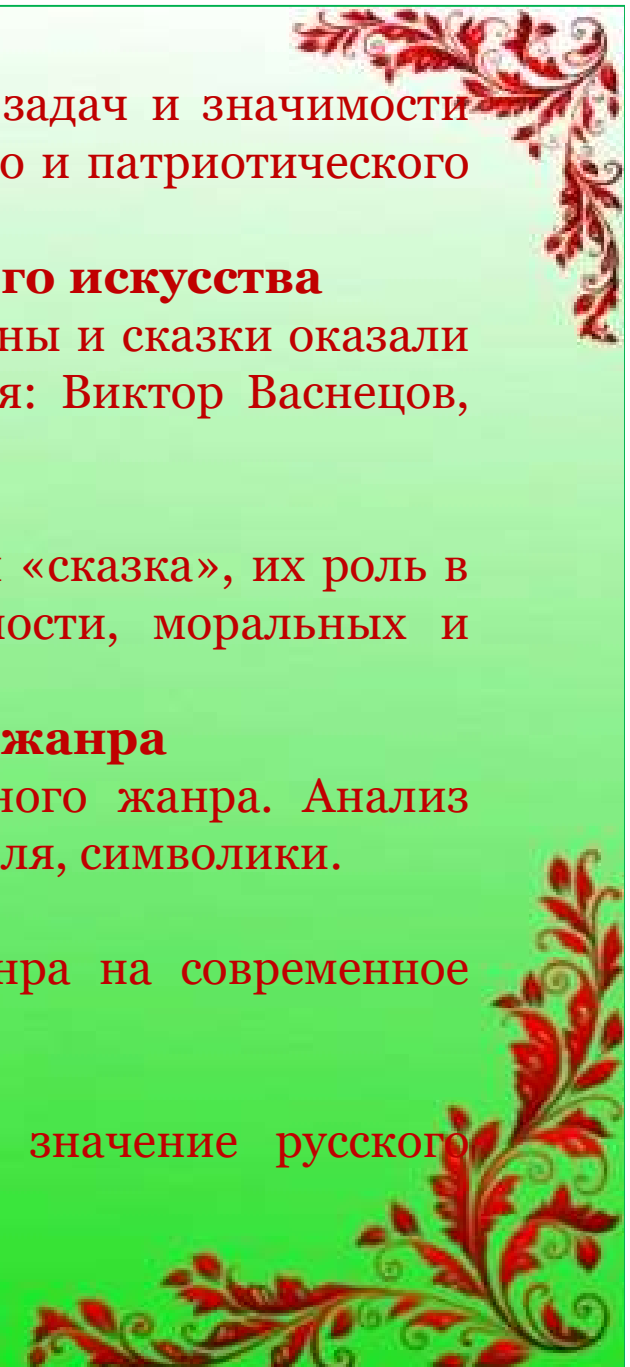 задач и значимости
о и патриотического
го искусства
ны и сказки оказали
я: Виктор Васнецов,
«сказка», их роль в
ности, моральных и
жанра
ного жанра. Анализ
ля, символики.
нра на современное
значение русского